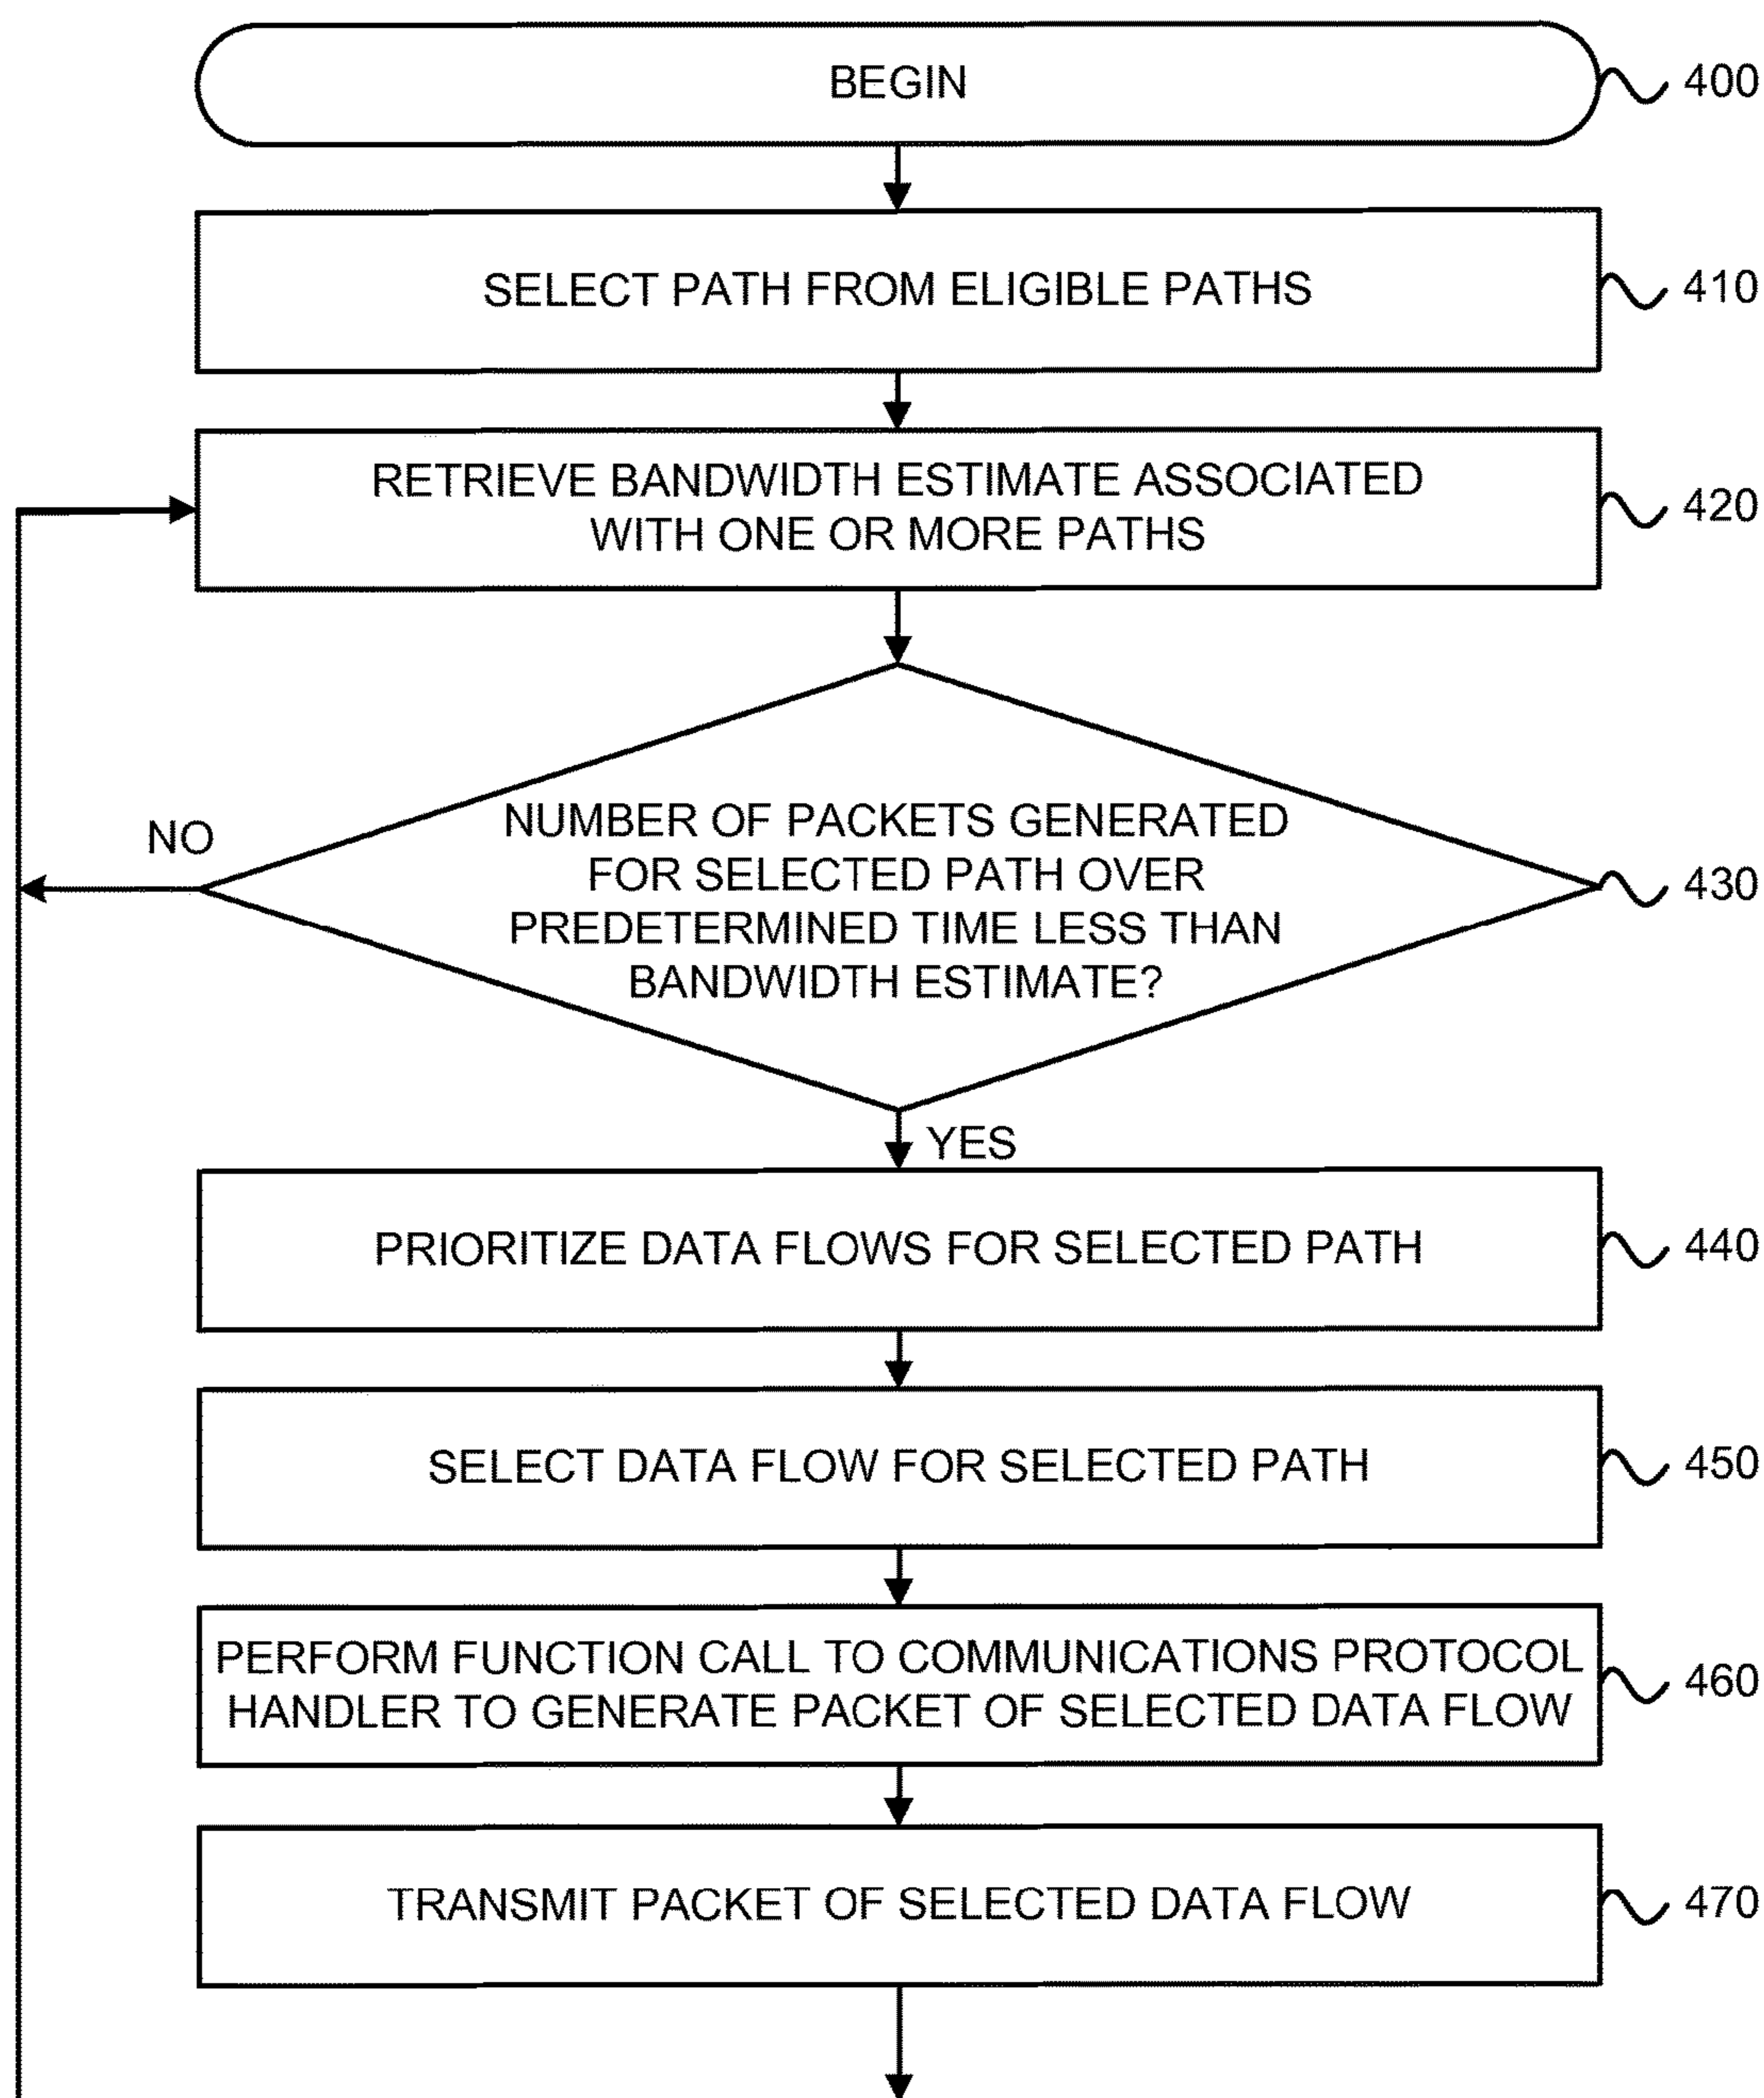 BEGIN
400
SELECT PATH FROM ELIGIBLE PATHS
410
RETRIEVE BANDWIDTH ESTIMATE ASSOCIATED
WITH ONE OR MORE PATHS
420
NO
NUMBER OF PACKETS GENERATED
FOR SELECTED PATH OVER
PREDETERMINED TIME LESS THAN
BANDWIDTH ESTIMATE?
430
YES
PRIORITIZE DATA FLOWS FOR SELECTED PATH
440
SELECT DATA FLOW FOR SELECTED PATH
450
PERFORM FUNCTION CALL TO COMMUNICATIONS PROTOCOL
HANDLER TO GENERATE PACKET OF SELECTED DATA FLOW
460
TRANSMIT PACKET OF SELECTED DATA FLOW
470